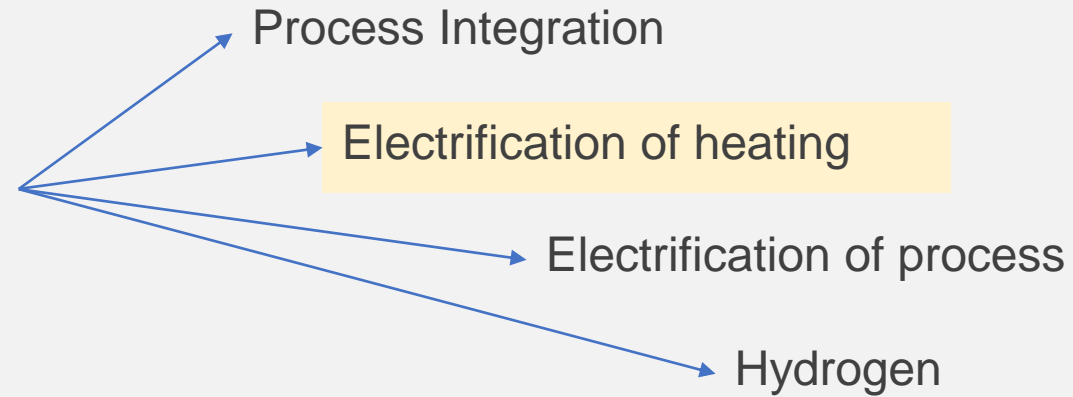 Process Integration
Electrification of heating
Electrification of process
Hydrogen